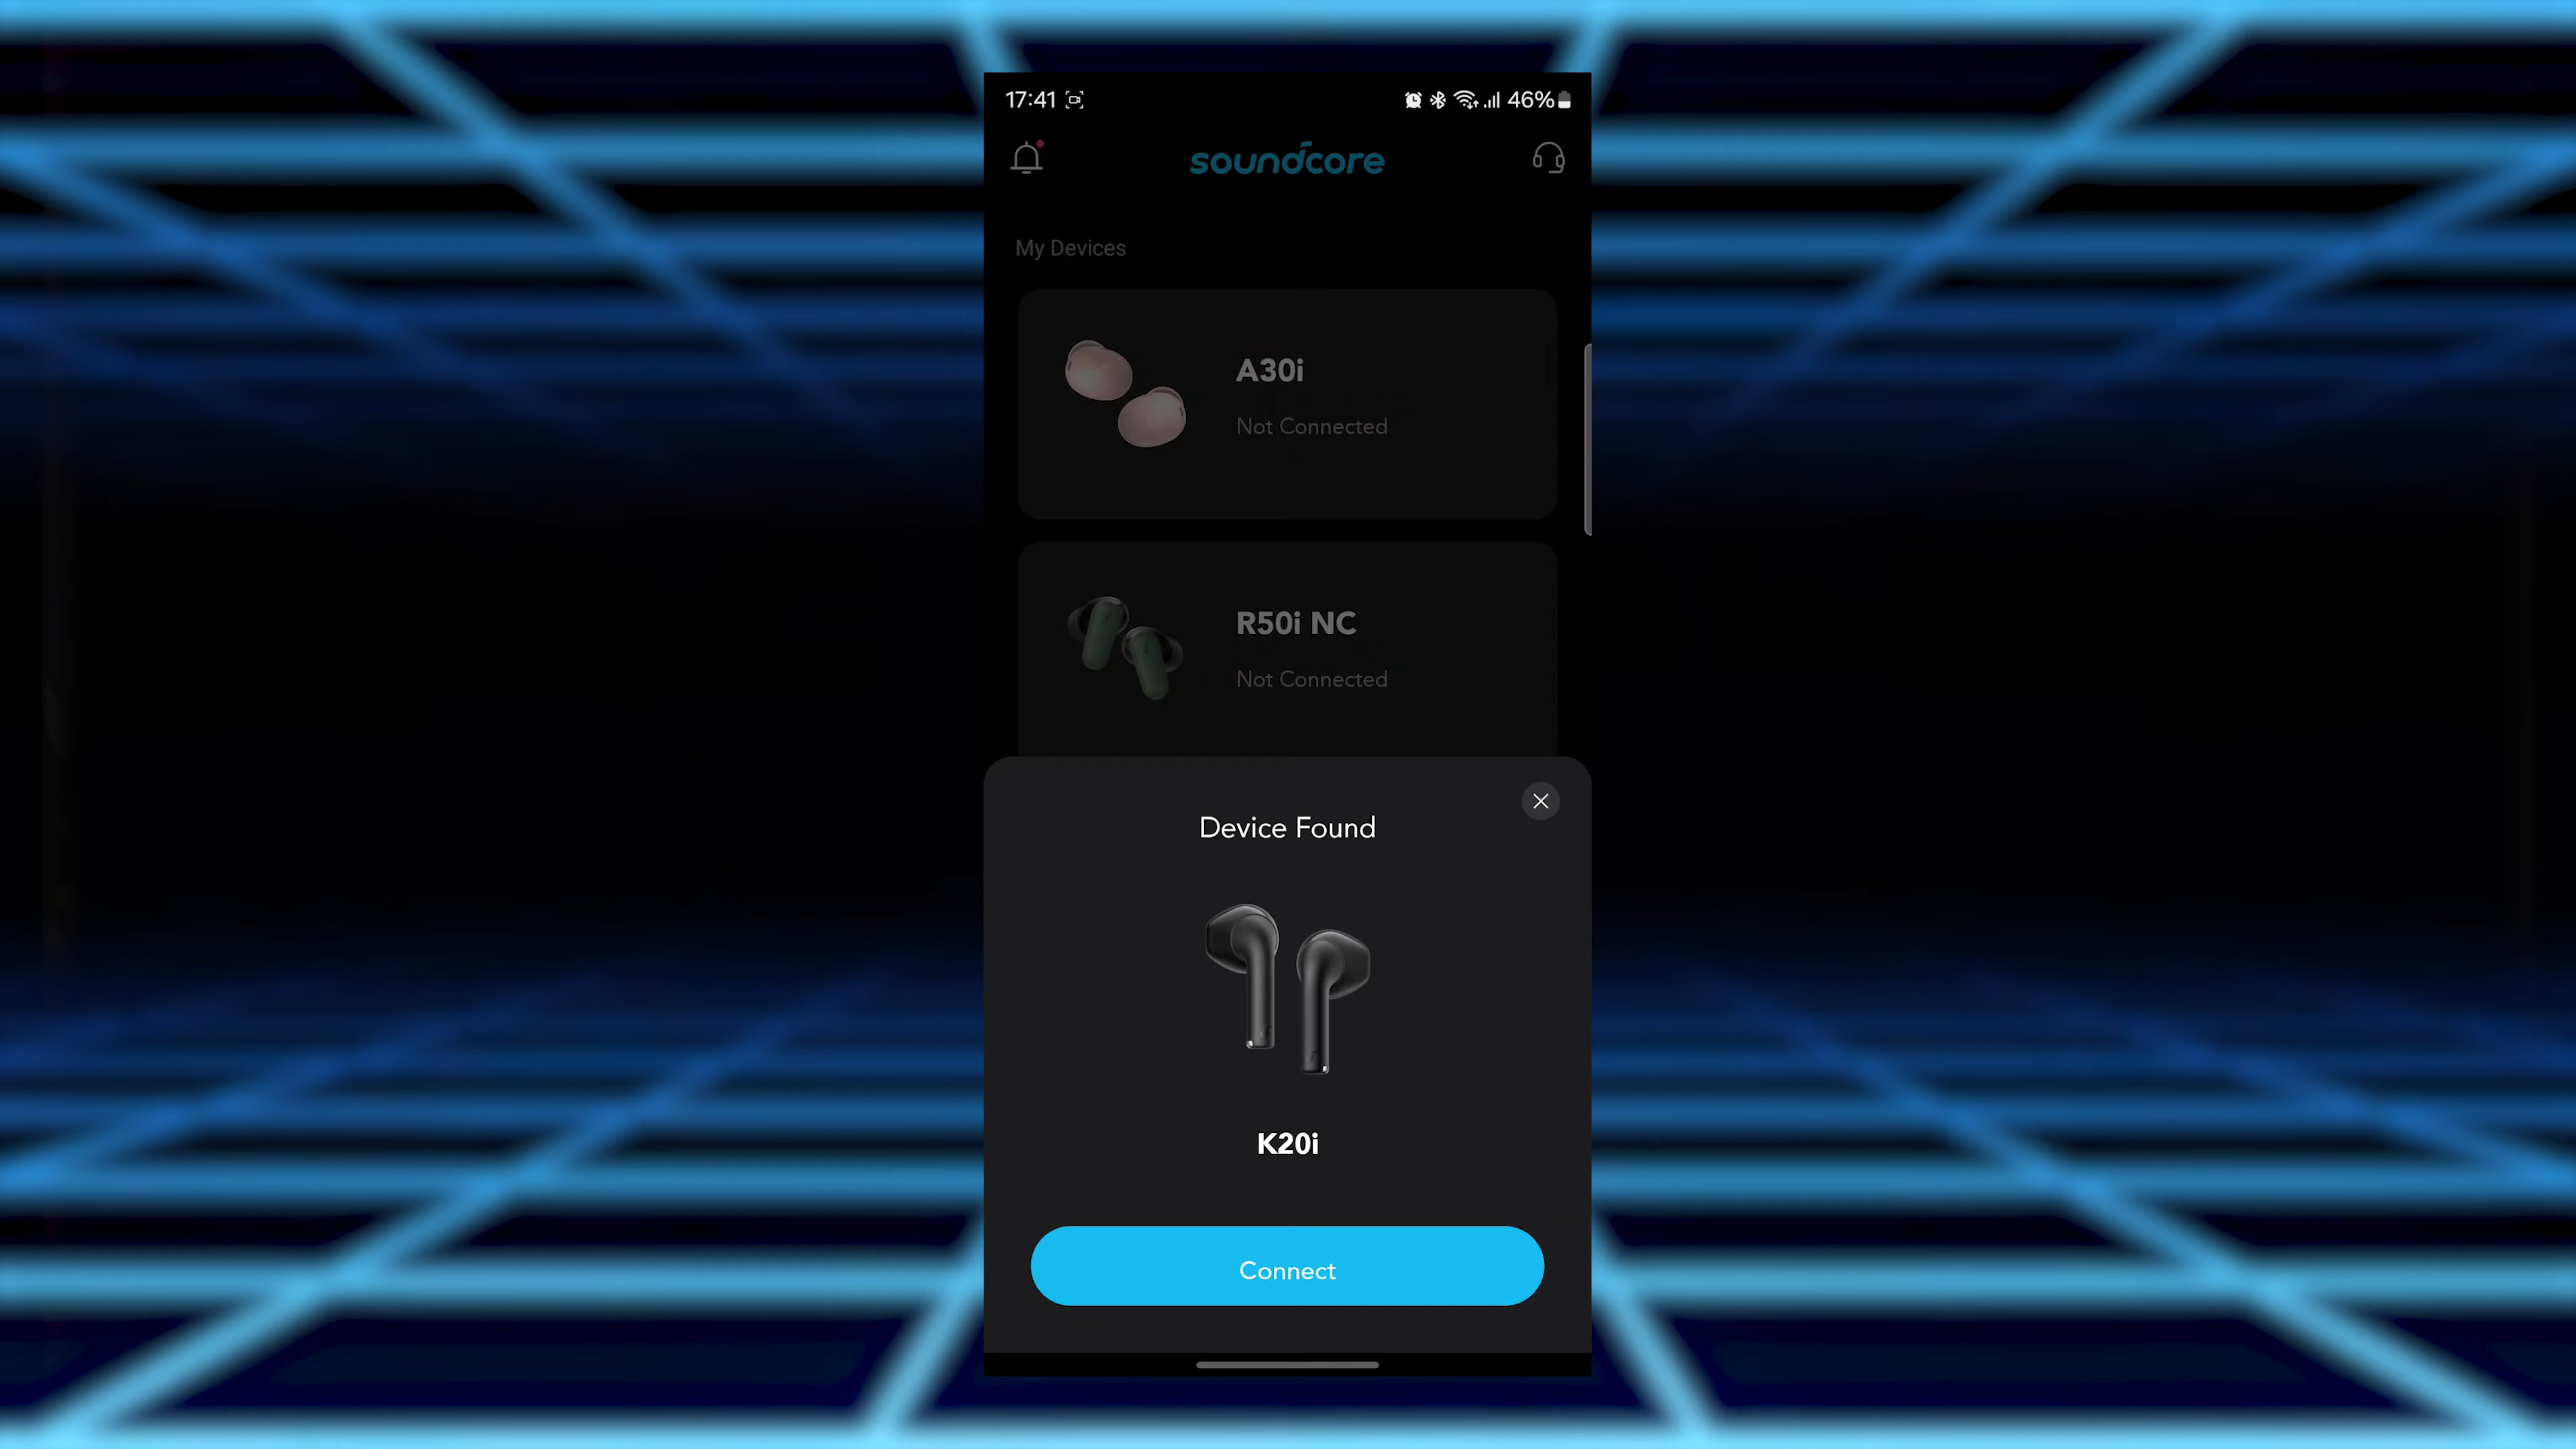 17:41
46%
soundcore
My Devices
A30i
Not Connected
R50i NC
Not Connected
Device Found
K20i
Connect